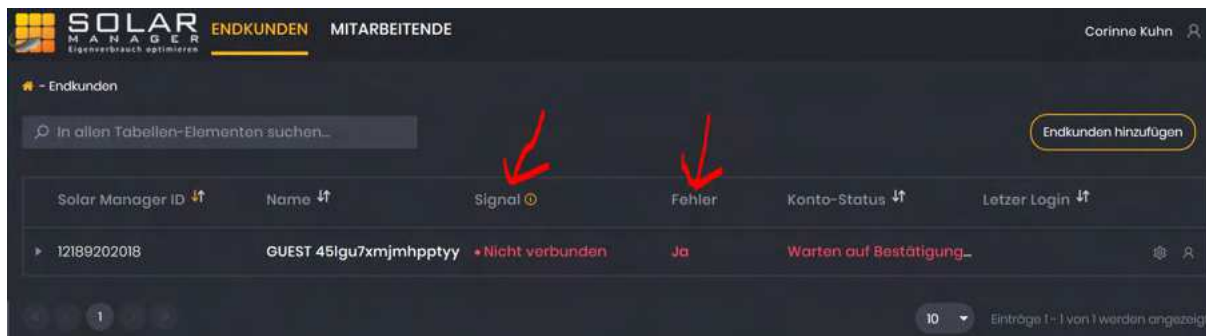 SOLAR
MANAGER
Eigenverbrauch optimieren
ENDKUNDEN MITARBEITENDE
Corinne Kuhn
- Endkunden
In allen Tabellen-Elementen suchen...
Endkunden hinzufügen
Solar Manager ID Name Signal Fehler Konto-Status Letzer Login
12189202018 GUEST 45lgu7xmjmhpptyy Nicht verbunden Ja Warten auf Bestätigung...
1
10 Einträge 1 - 1 von 1 werden angezeigt